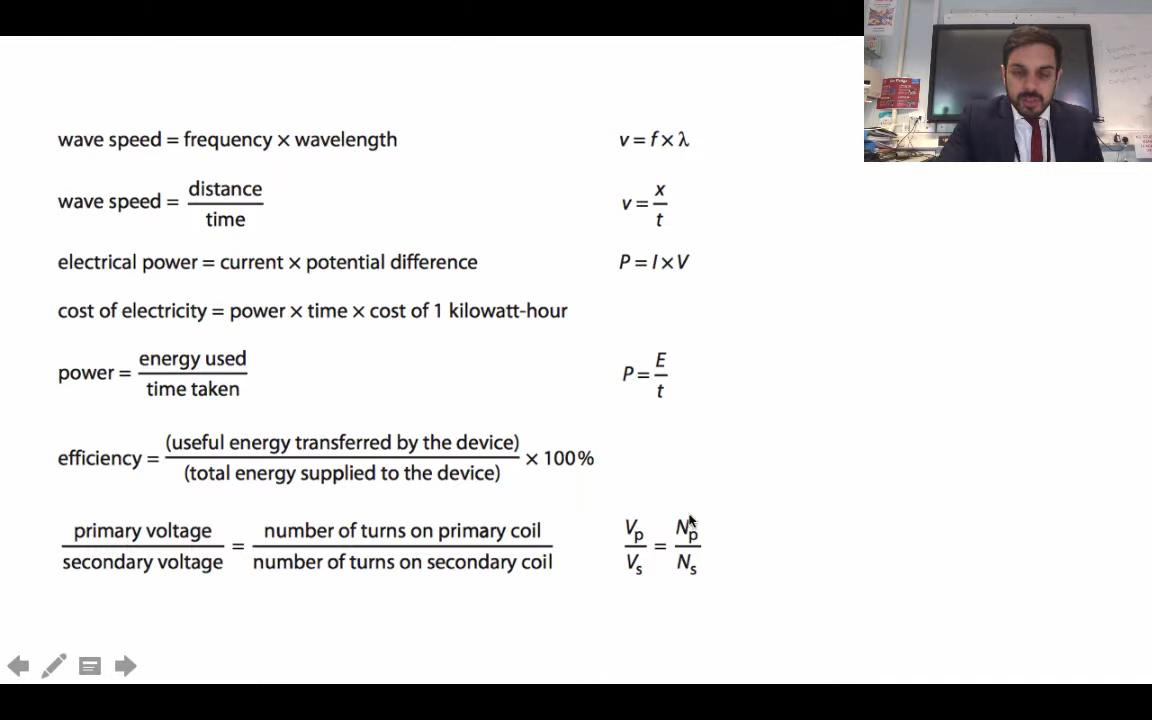 wave speed = frequency × wavelength v = f × λ
wave speed = distance / time v = x / t
electrical power = current × potential difference P = I × V
cost of electricity = power × time × cost of 1 kilowatt-hour
power = energy used / time taken P = E / t
efficiency = (useful energy transferred by the device) / (total energy supplied to the device) × 100%
primary voltage / secondary voltage = number of turns on primary coil / number of turns on secondary coil Vp / Vs = Np / Ns